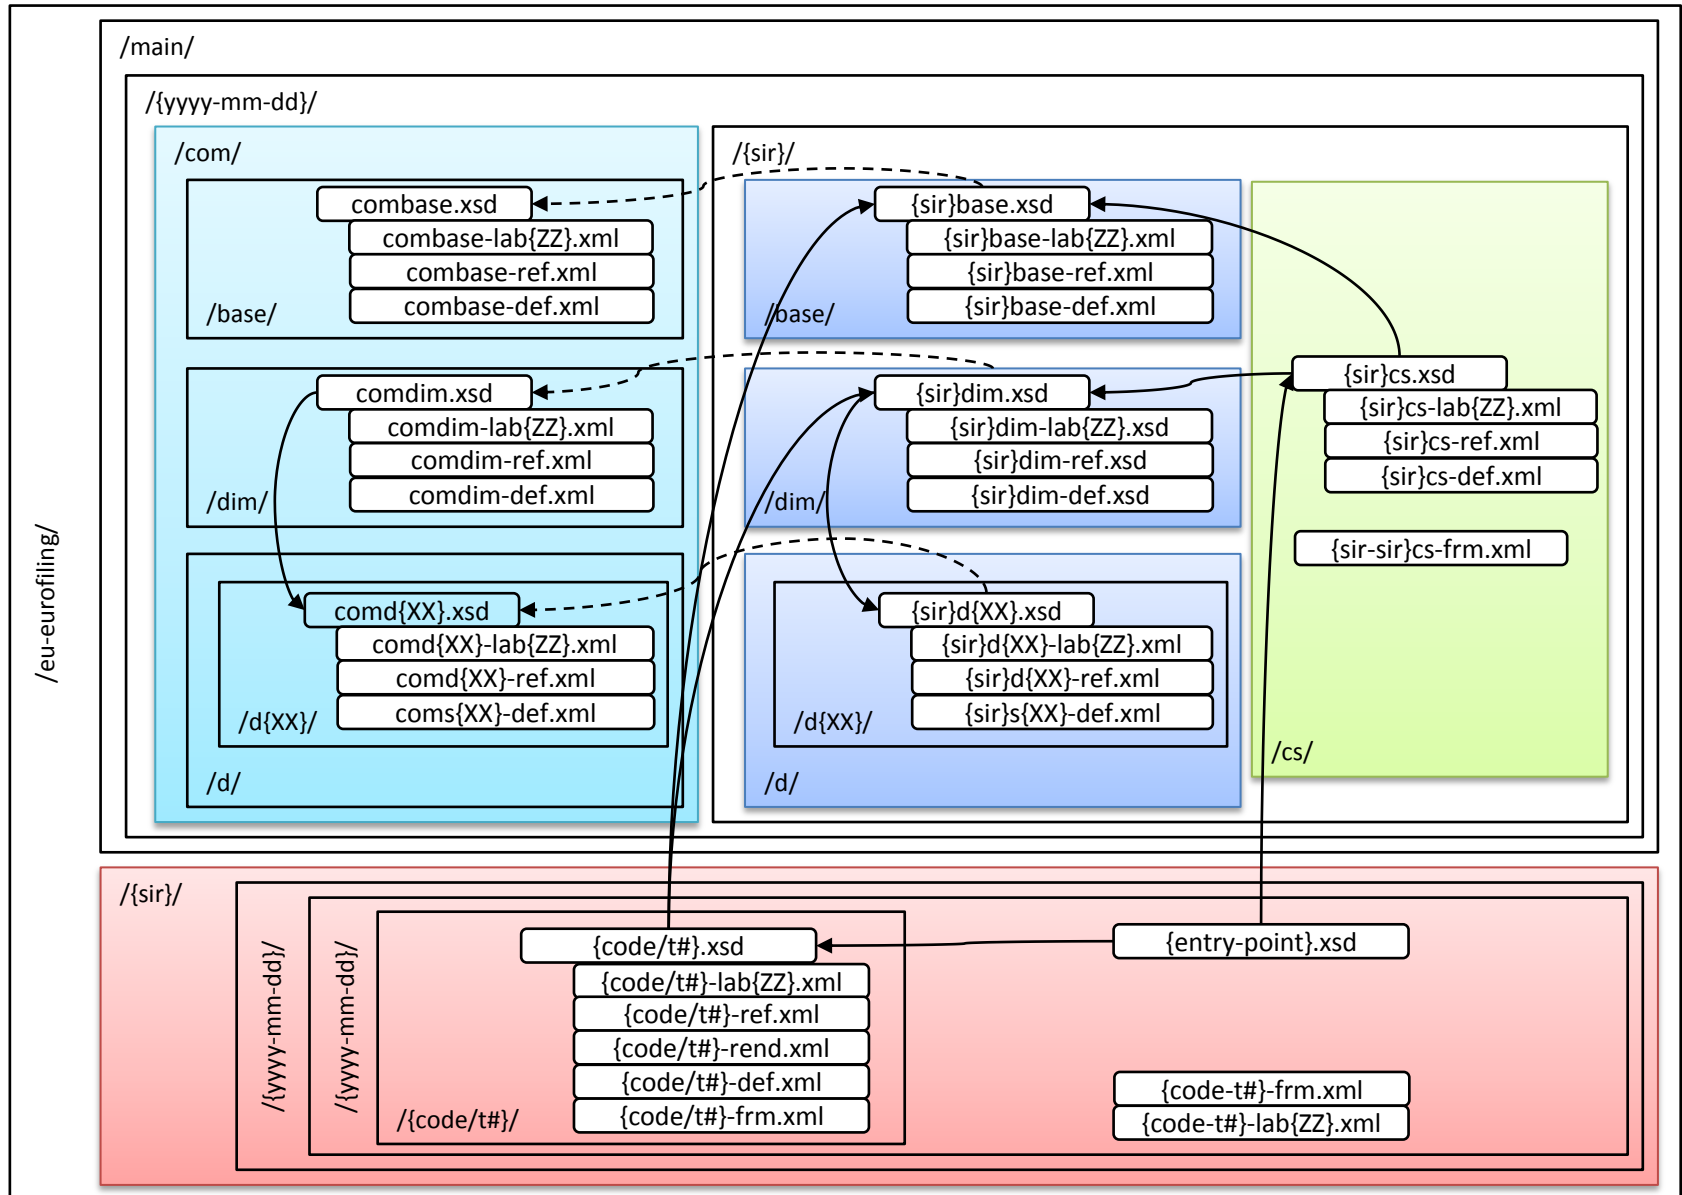 /eu-eurofiling/
/main/
/{yyyy-mm-dd}/
/com/
combase.xsd
combase-lab{ZZ}.xml
combase-ref.xml
combase-def.xml
/base/
comdim.xsd
comdim-lab{ZZ}.xml
comdim-ref.xml
comdim-def.xml
/dim/
comd{XX}.xsd
comd{XX}-lab{ZZ}.xml
comd{XX}-ref.xml
coms{XX}-def.xml
/d{XX}/
/d/
/{sir}/
{sir}base.xsd
{sir}base-lab{ZZ}.xml
{sir}base-ref.xml
{sir}base-def.xml
/base/
{sir}dim.xsd
{sir}dim-lab{ZZ}.xsd
{sir}dim-ref.xsd
{sir}dim-def.xsd
/dim/
{sir}d{XX}.xsd
{sir}d{XX}-lab{ZZ}.xml
{sir}d{XX}-ref.xml
{sir}s{XX}-def.xml
/d{XX}/
/d/
{sir}cs.xsd
{sir}cs-lab{ZZ}.xml
{sir}cs-ref.xml
{sir}cs-def.xml
{sir-sir}cs-frm.xml
/cs/
/{sir}/
/{yyyy-mm-dd}/
/{yyyy-mm-dd}/
{code/t#}.xsd
{code/t#}-lab{ZZ}.xml
{code/t#}-ref.xml
{code/t#}-rend.xml
{code/t#}-def.xml
{code/t#}-frm.xml
/{code/t#}/
{entry-point}.xsd
{code-t#}-frm.xml
{code-t#}-lab{ZZ}.xml